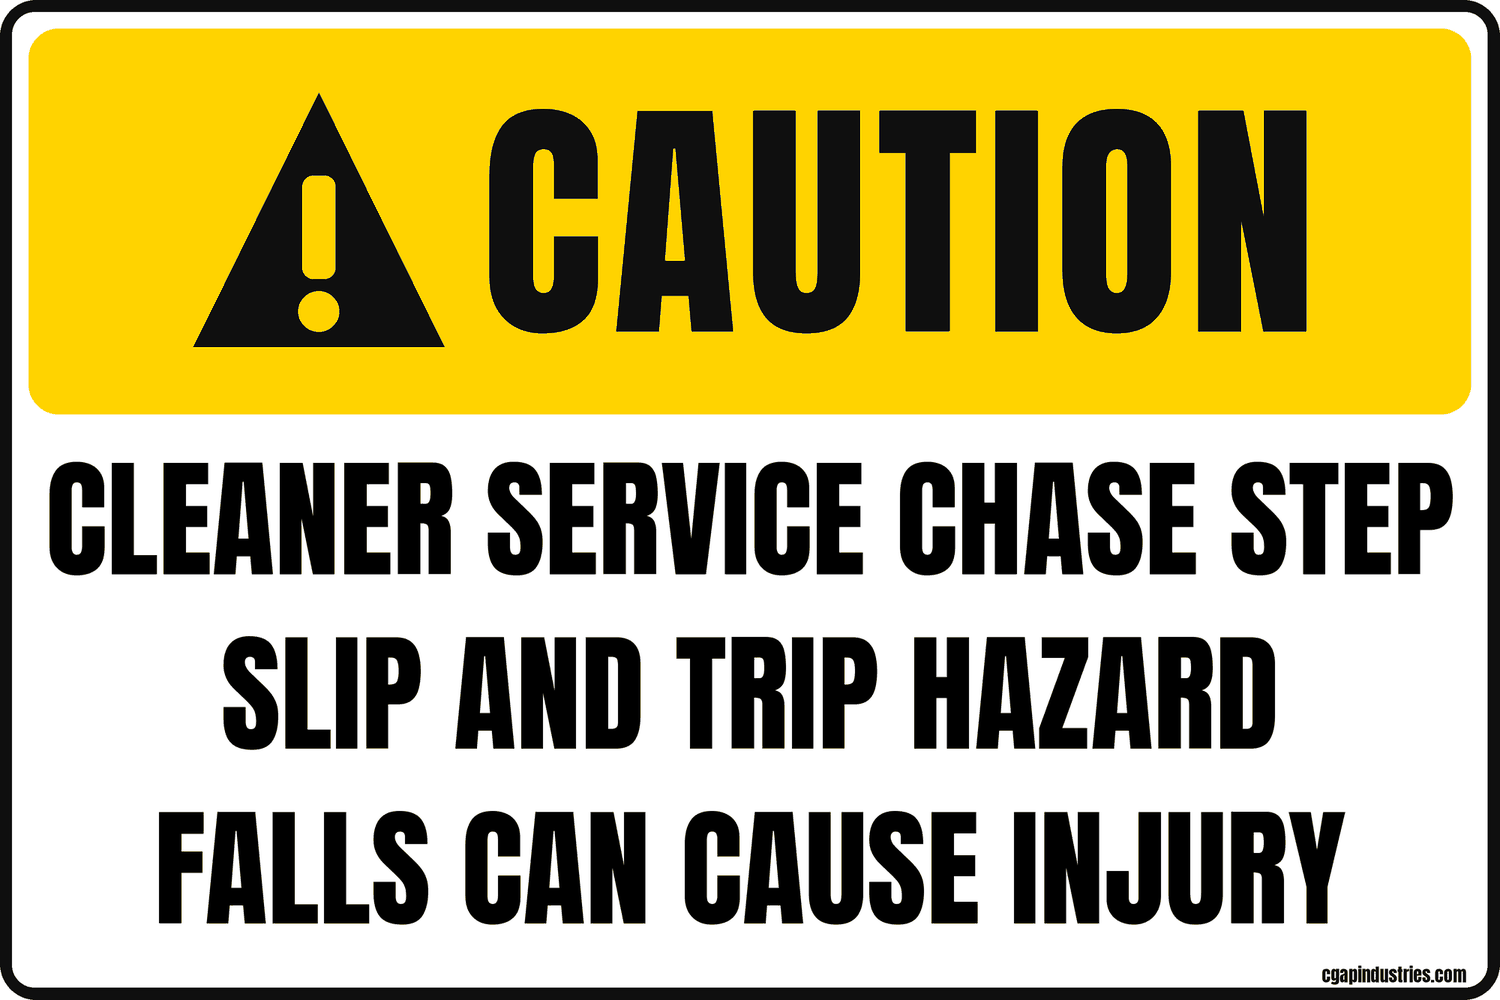 CAUTION
CLEANER SERVICE CHASE STEP
SLIP AND TRIP HAZARD
FALLS CAN CAUSE INJURY
cgapindustries.com